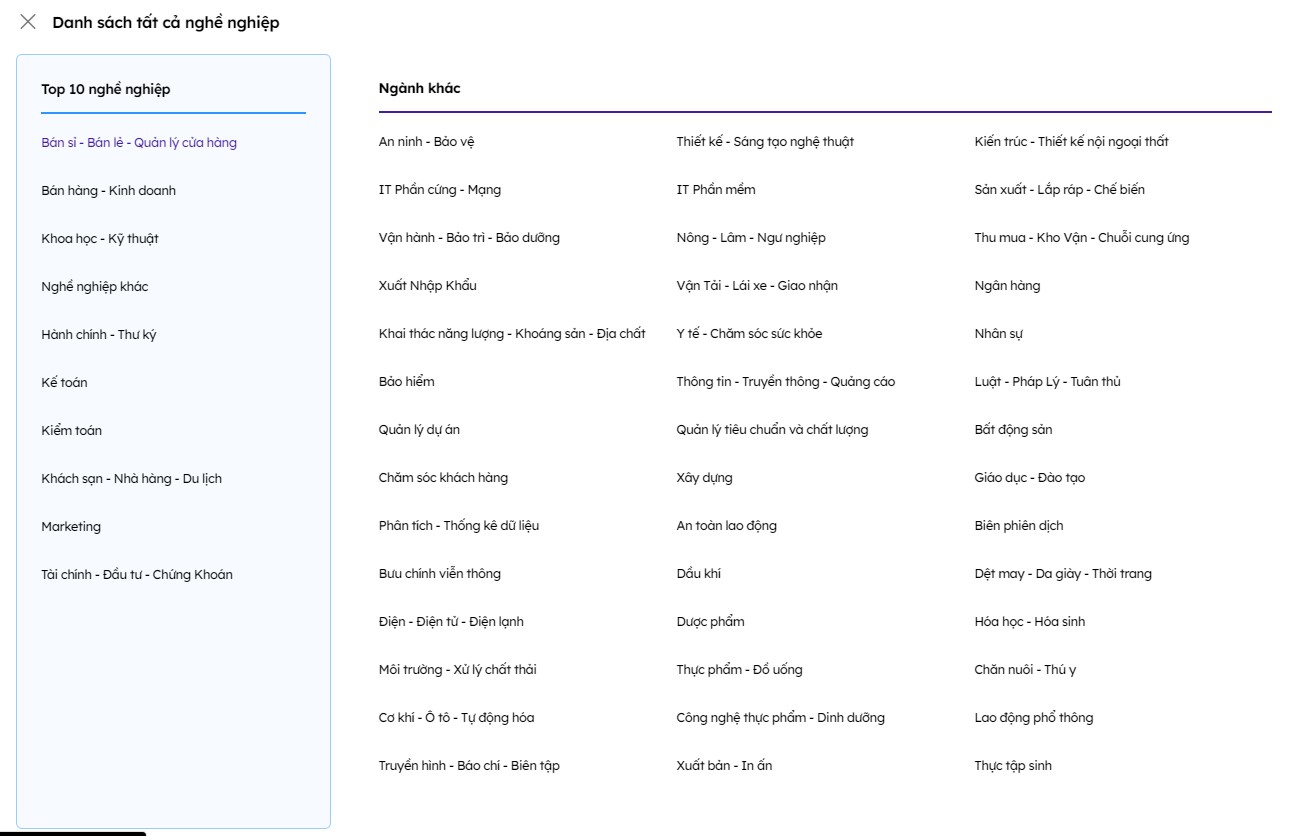 Danh sách tất cả nghề nghiệp
Top 10 nghề nghiệp
Bán sỉ - Bán lẻ - Quản lý cửa hàng
Bán hàng - Kinh doanh
Khoa học - Kỹ thuật
Nghề nghiệp khác
Hành chính - Thư ký
Kế toán
Kiểm toán
Khách sạn - Nhà hàng - Du lịch
Marketing
Tài chính - Đầu tư - Chứng Khoán
Ngành khác
An ninh - Bảo vệ
Thiết kế - Sáng tạo nghệ thuật
Kiến trúc - Thiết kế nội ngoại thất
IT Phần cứng - Mạng
IT Phần mềm
Sản xuất - Lắp ráp - Chế biến
Vận hành - Bảo trì - Bảo dưỡng
Nông - Lâm - Ngư nghiệp
Thu mua - Kho Vận - Chuỗi cung ứng
Xuất Nhập Khẩu
Vận Tải - Lái xe - Giao nhận
Ngân hàng
Khai thác năng lượng - Khoáng sản - Địa chất
Y tế - Chăm sóc sức khỏe
Nhân sự
Bảo hiểm
Thông tin - Truyền thông - Quảng cáo
Luật - Pháp Lý - Tuân thủ
Quản lý dự án
Quản lý tiêu chuẩn và chất lượng
Bất động sản
Chăm sóc khách hàng
Xây dựng
Giáo dục - Đào tạo
Phân tích - Thống kê dữ liệu
An toàn lao động
Biên phiên dịch
Bưu chính viễn thông
Dầu khí
Dệt may - Da giày - Thời trang
Điện - Điện tử - Điện lạnh
Dược phẩm
Hóa học - Hóa sinh
Môi trường - Xử lý chất thải
Thực phẩm - Đồ uống
Chăn nuôi - Thú y
Cơ khí - Ô tô - Tự động hóa
Công nghệ thực phẩm - Dinh dưỡng
Lao động phổ thông
Truyền hình - Báo chí - Biên tập
Xuất bản - In ấn
Thực tập sinh